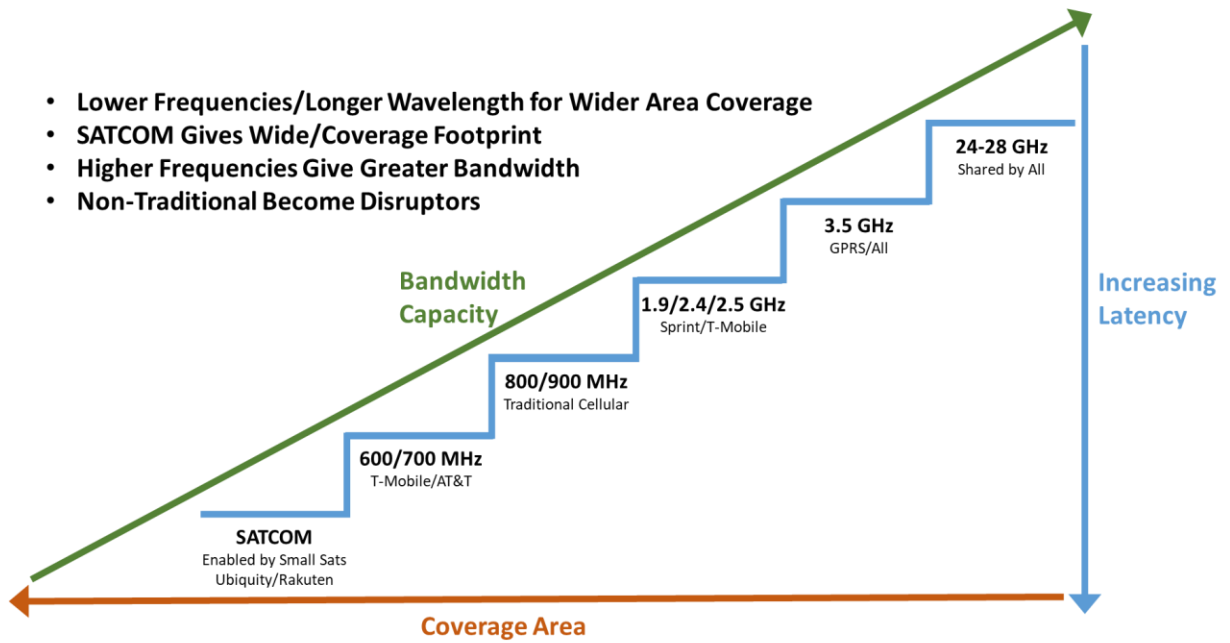 • Lower Frequencies/Longer Wavelength for Wider Area Coverage
• SATCOM Gives Wide/Coverage Footprint
• Higher Frequencies Give Greater Bandwidth
• Non-Traditional Become Disruptors
24-28 GHz
Shared by All
3.5 GHz
GPRS/All
Bandwidth
Capacity
Increasing
Latency
1.9/2.4/2.5 GHz
Sprint/T-Mobile
800/900 MHz
Traditional Cellular
600/700 MHz
T-Mobile/AT&T
SATCOM
Enabled by Small Sats
Ubiquity/Rakuten
Coverage Area